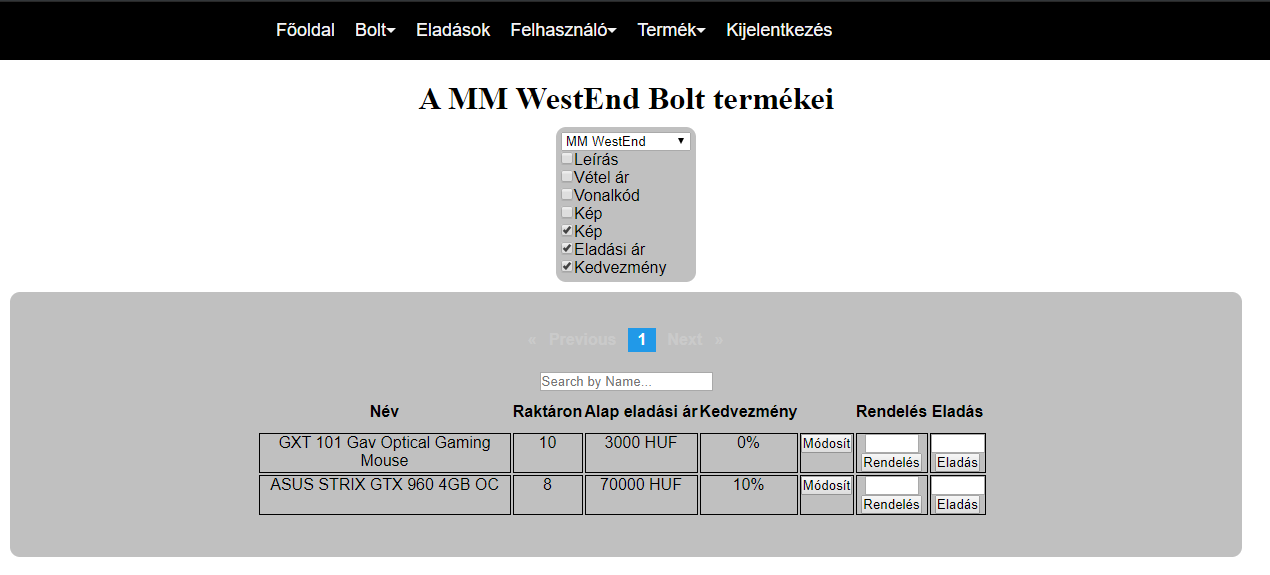 Főoldal Bolt Eladások Felhasználó Termék Kijelentkezés
A MM WestEnd Bolt termékei
MM WestEnd
Leírás
Vétel ár
Vonalkód
Kép
Kép
Eladási ár
Kedvezmény
« Previous 1 Next »
Search by Name...
Név Raktáron Alap eladási ár Kedvezmény Rendelés Eladás
GXT 101 Gav Optical Gaming 10 3000 HUF 0% Módosít
Mouse Rendelés Eladás
ASUS STRIX GTX 960 4GB OC 8 70000 HUF 10% Módosít
Rendelés Eladás